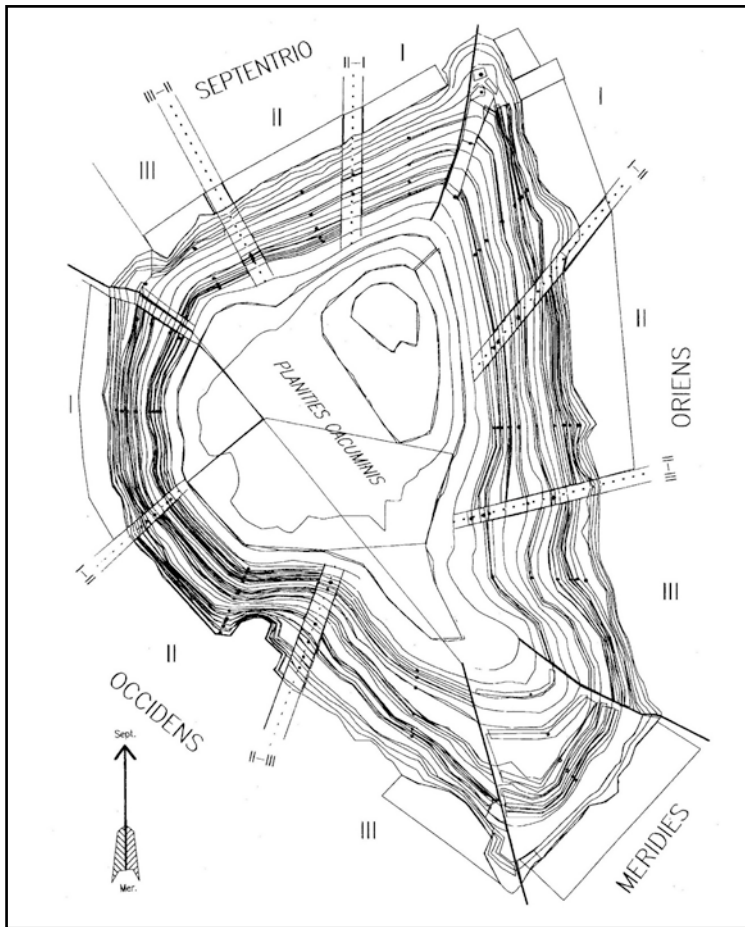 SEPTENTRIO
I
II–I
III–II
II
III
I
I–II
II
ORIENS
III–II
III
PLANITIES CACUMINIS
I
I–II
II
OCCIDENS
II–III
III
MERIDIES
Sept.
Mer.